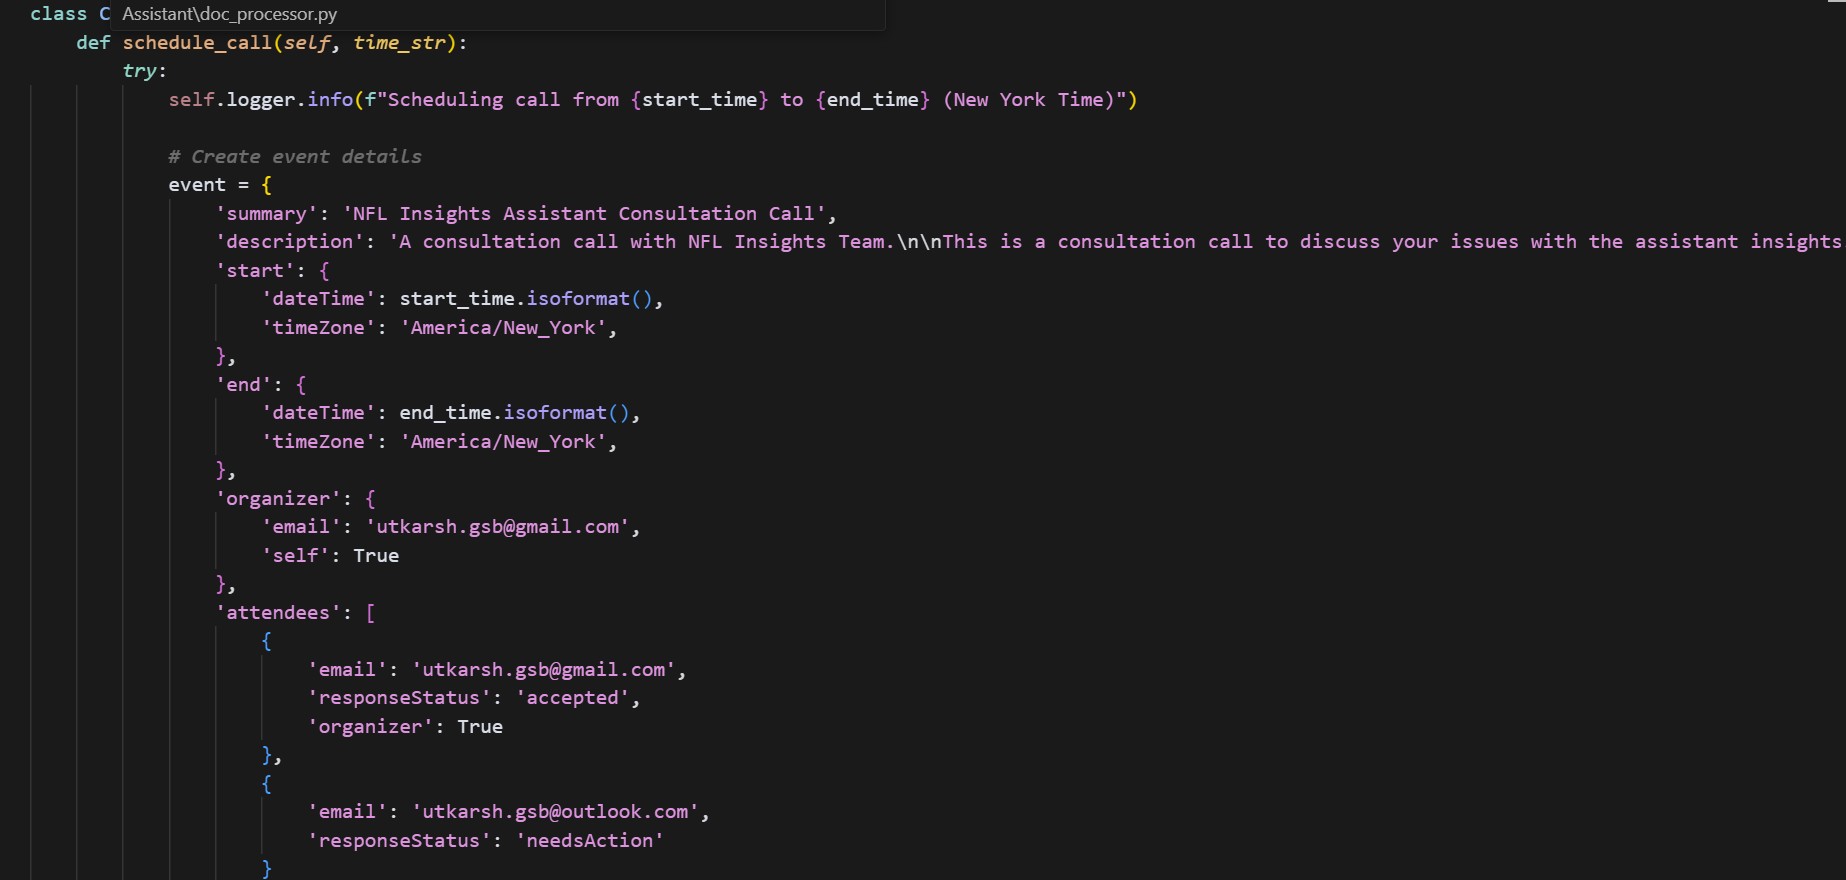 class C
Assistant\doc_processor.py
def schedule_call(self, time_str):
try:
self.logger.info(f"Scheduling call from {start_time} to {end_time} (New York Time)")
# Create event details
event = {
'summary': 'NFL Insights Assistant Consultation Call',
'description': 'A consultation call with NFL Insights Team.\n\nThis is a consultation call to discuss your issues with the assistant insights
'start': {
'dateTime': start_time.isoformat(),
'timeZone': 'America/New_York',
},
'end': {
'dateTime': end_time.isoformat(),
'timeZone': 'America/New_York',
},
'organizer': {
'email': 'utkarsh.gsb@gmail.com',
'self': True
},
'attendees': [
{
'email': 'utkarsh.gsb@gmail.com',
'responseStatus': 'accepted',
'organizer': True
},
{
'email': 'utkarsh.gsb@outlook.com',
'responseStatus': 'needsAction'
}